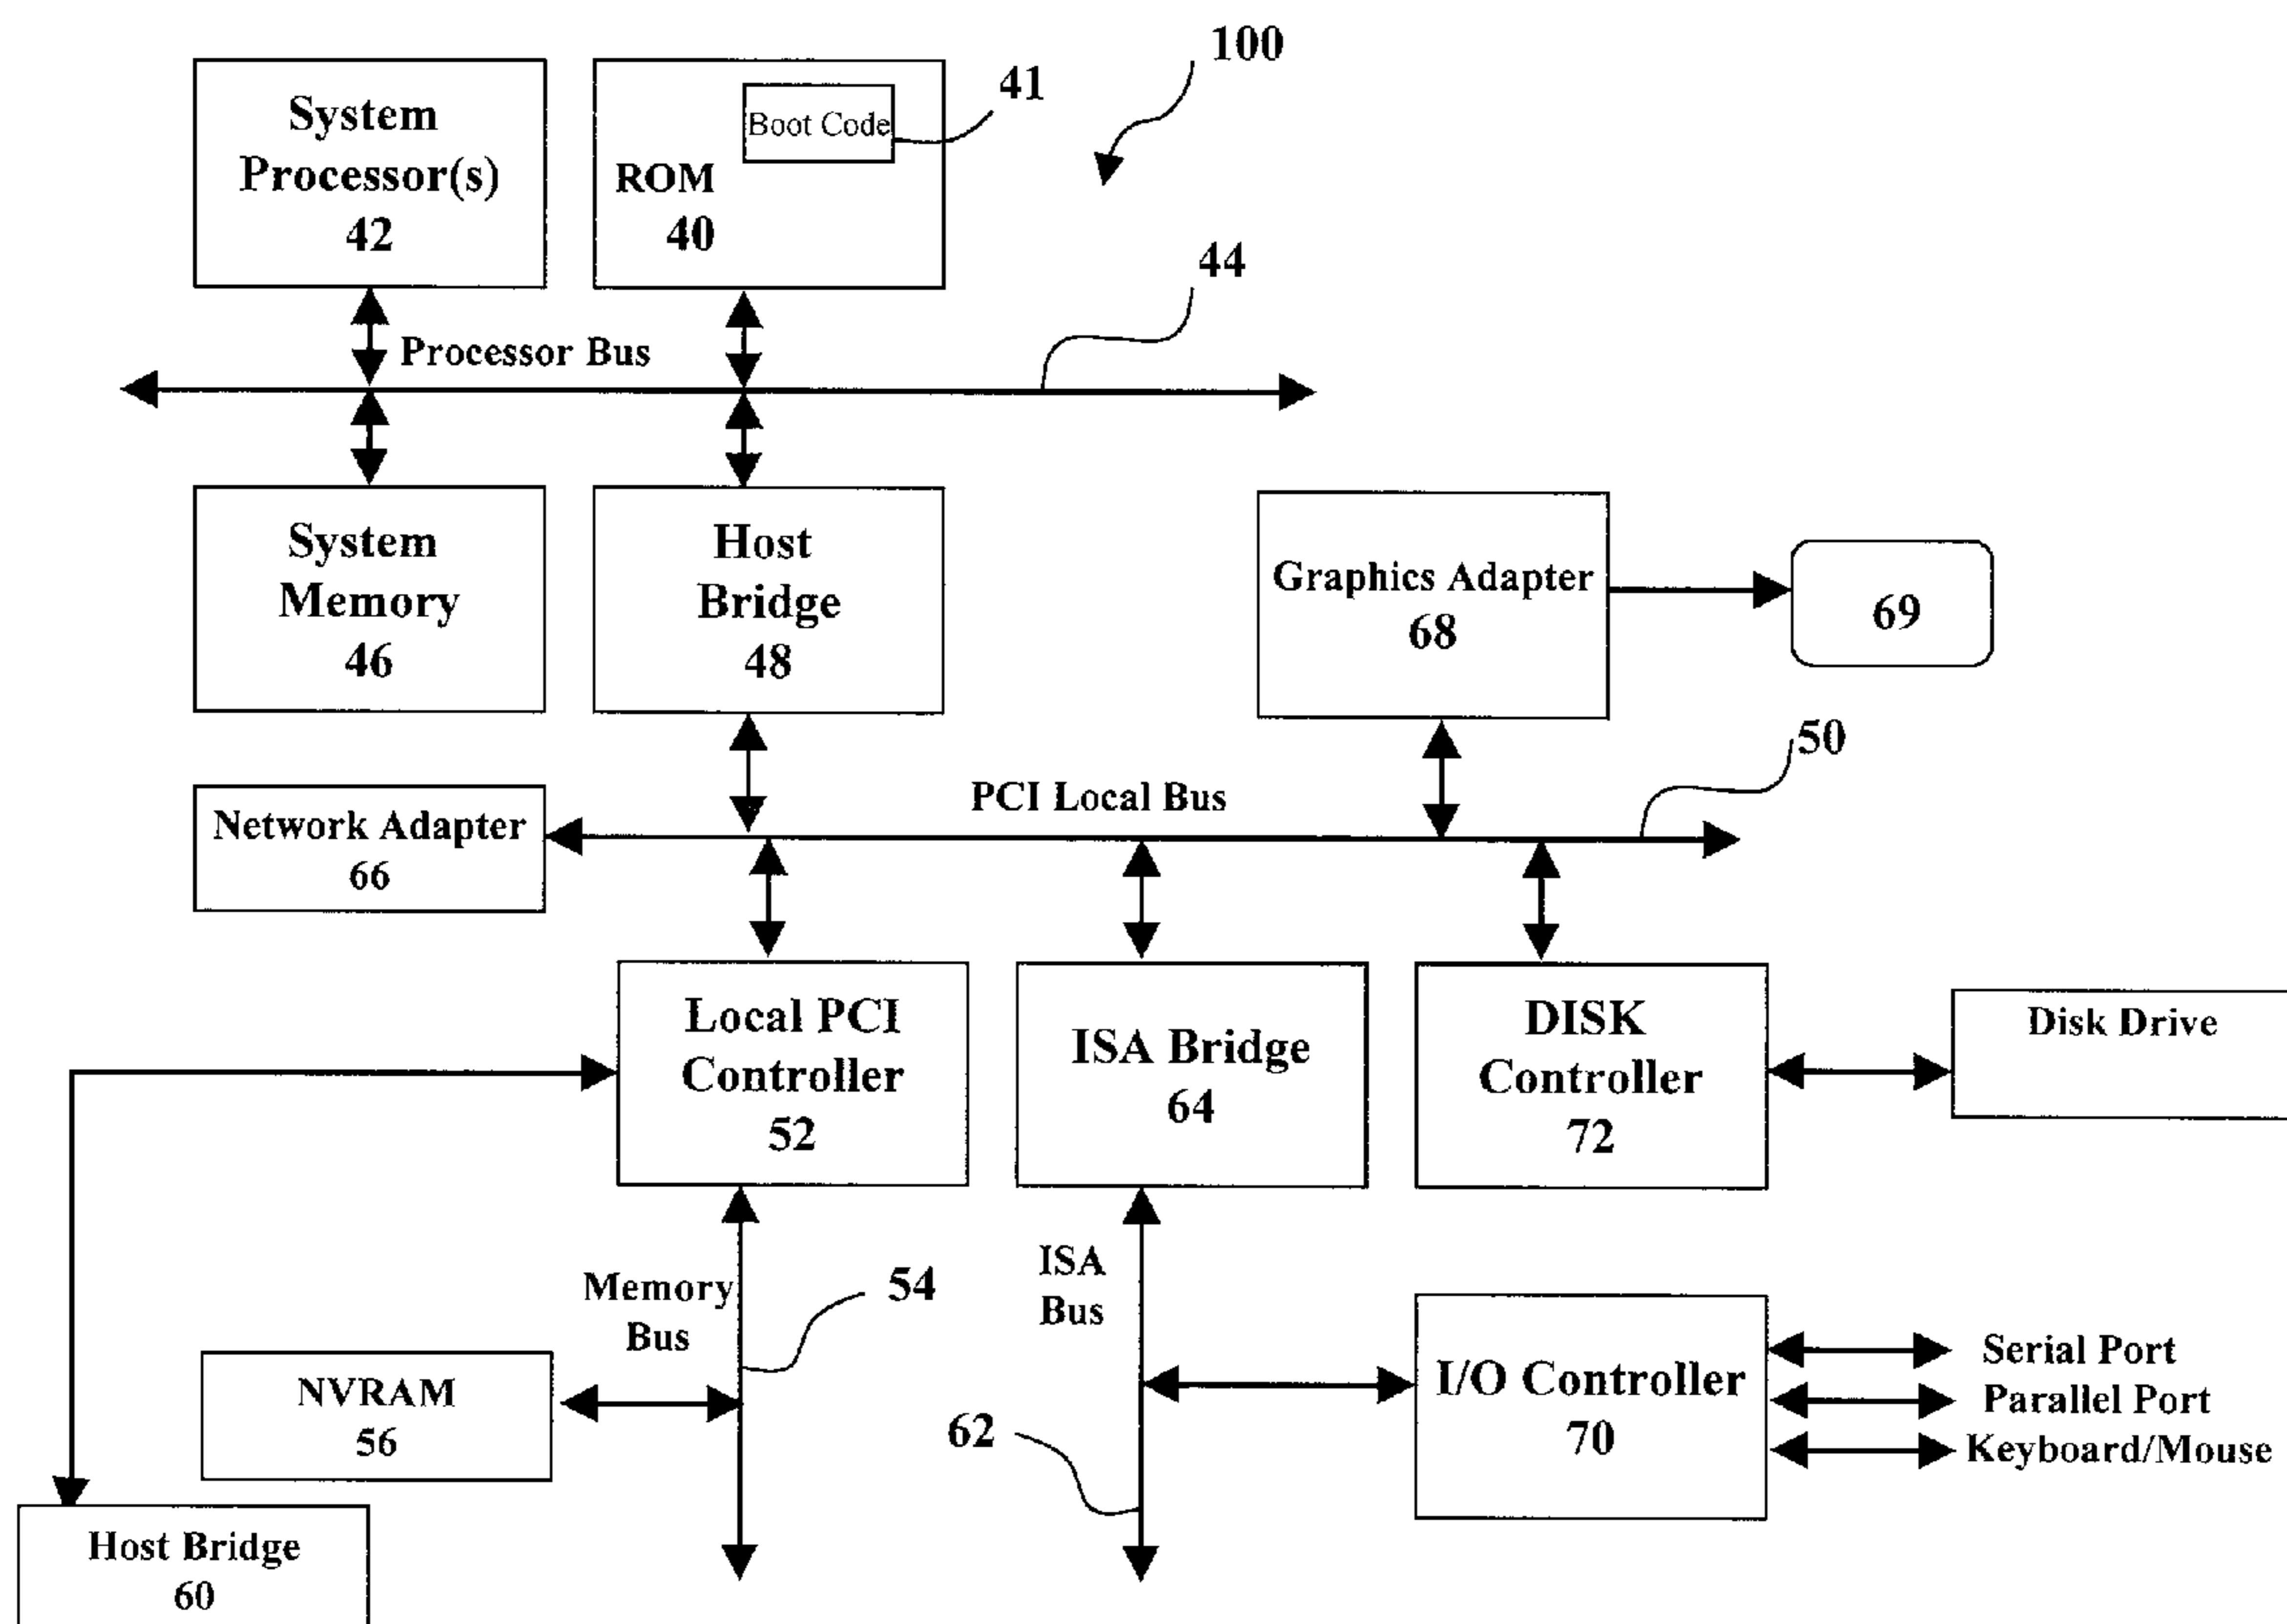 100
System
Processor(s)
42
Boot Code
41
ROM
40
44
Processor Bus
System
Memory
46
Host
Bridge
48
Graphics Adapter
68
69
50
PCI Local Bus
Network Adapter
66
Local PCI
Controller
52
ISA Bridge
64
DISK
Controller
72
Disk Drive
Memory
Bus
54
ISA
Bus
NVRAM
56
62
I/O Controller
70
Serial Port
Parallel Port
Keyboard/Mouse
Host Bridge
60